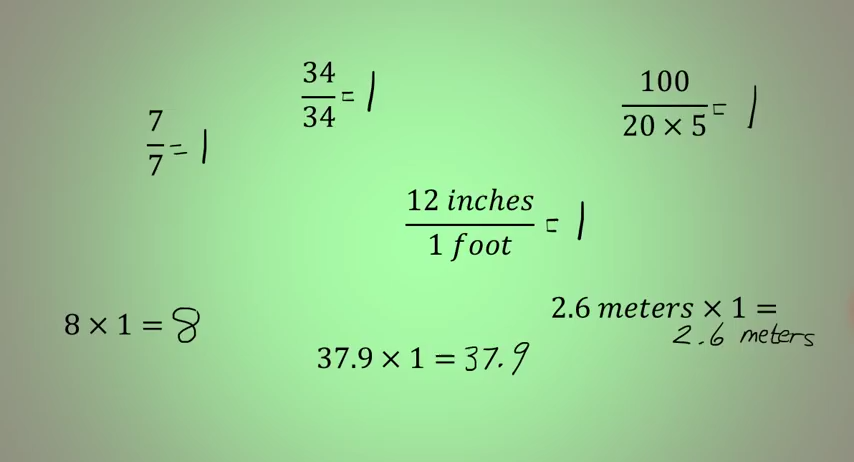 34/34 = 1
100/(20 × 5) = 1
7/7 = 1
12 inches/1 foot = 1
8 × 1 = 8
2.6 meters × 1 =
2.6 meters
37.9 × 1 = 37.9